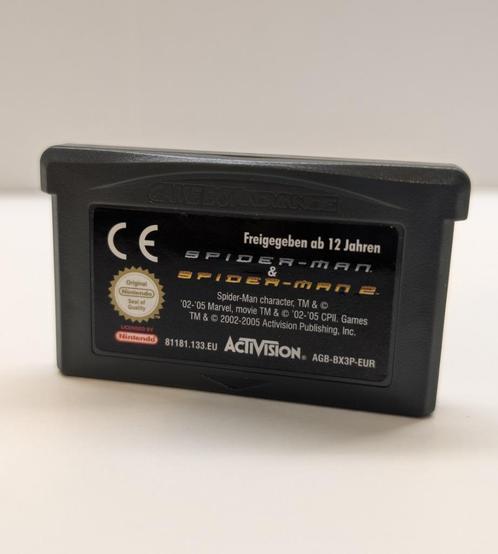 GAME BOY ADVANCE
CE
Freigegeben ab 12 Jahren
SPIDER-MAN
&
SPIDER-MAN 2
Original
Nintendo
Seal of
Quality
Spider-Man character, TM & ©
'02-'05 Marvel, movie TM & © '02-'05 CPII. Games
TM & © 2002-2005 Activision Publishing, Inc.
LICENSED BY
Nintendo
81181.133.EU
ACTIVISION®
AGB-BX3P-EUR